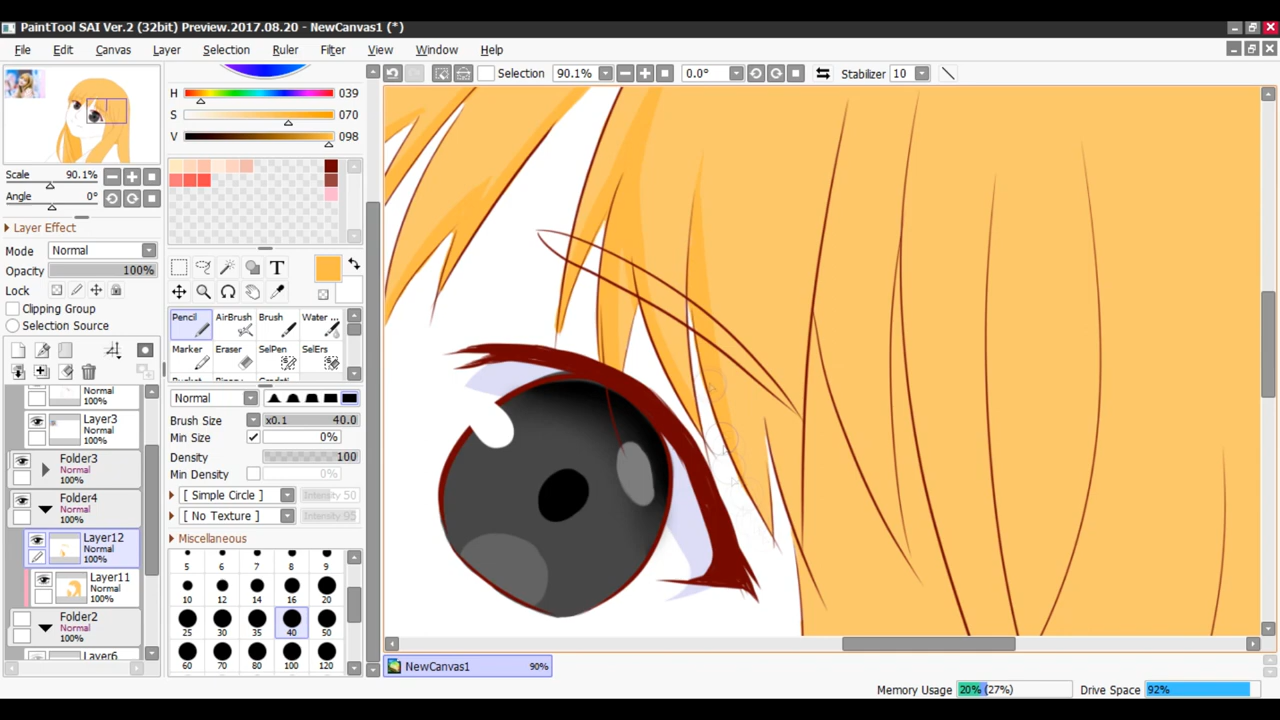 PaintTool SAI Ver.2 (32bit) Preview.2017.08.20 - NewCanvas1 (*)
File Edit Canvas Layer Selection Ruler Filter View Window Help
Selection 90.1% 0.0° Stabilizer 10
H 039
S 070
V 098
Scale 90.1%
Angle 0°
Layer Effect
Mode Normal
Opacity 100%
Lock
Clipping Group
Selection Source
Normal
100%
Layer3
Normal
100%
Folder3
Normal
100%
Folder4
Normal
100%
Layer12
Normal
100%
Layer11
Normal
100%
Folder2
Normal
100%
Layer6
T
Pencil AirBrush Brush Water ...
Marker Eraser SelPen SelErs
Normal
Brush Size x0.1 40.0
Min Size 0%
Density 100
Min Density 0%
[ Simple Circle ] Intensity 50
[ No Texture ] Intensity 95
Miscellaneous
5 6 7 8 9
10 12 14 16 20
25 30 35 40 50
60 70 80 100 120
NewCanvas1 90%
Memory Usage 20% (27%) Drive Space 92%